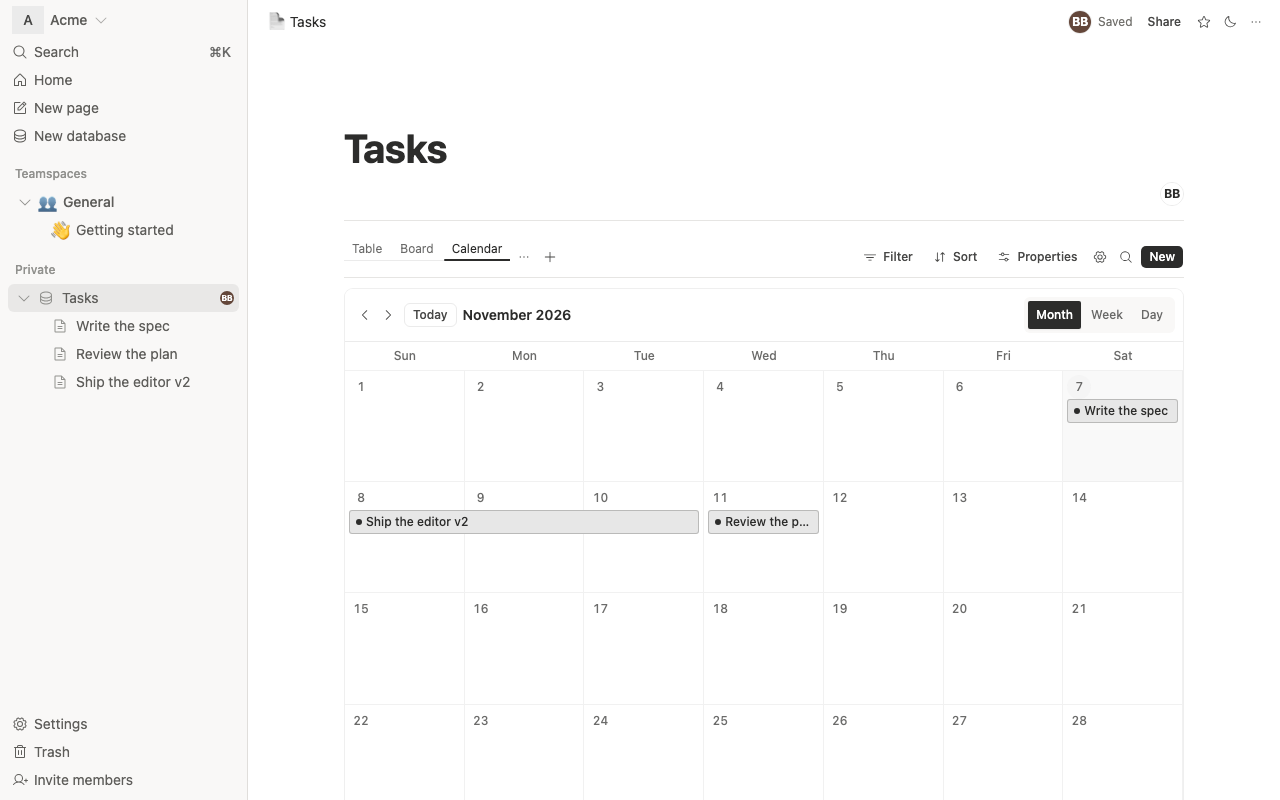 A Acme
Search ⌘K
Home
New page
New database
Teamspaces
General
Getting started
Private
Tasks BB
Write the spec
Review the plan
Ship the editor v2
Settings
Trash
Invite members
Tasks
BB Saved Share
Tasks
BB
Table Board Calendar
Filter Sort Properties New
Today November 2026 Month Week Day
Sun Mon Tue Wed Thu Fri Sat
1 2 3 4 5 6 7
Write the spec
8 9 10 11 12 13 14
Ship the editor v2 Review the p...
15 16 17 18 19 20 21
22 23 24 25 26 27 28